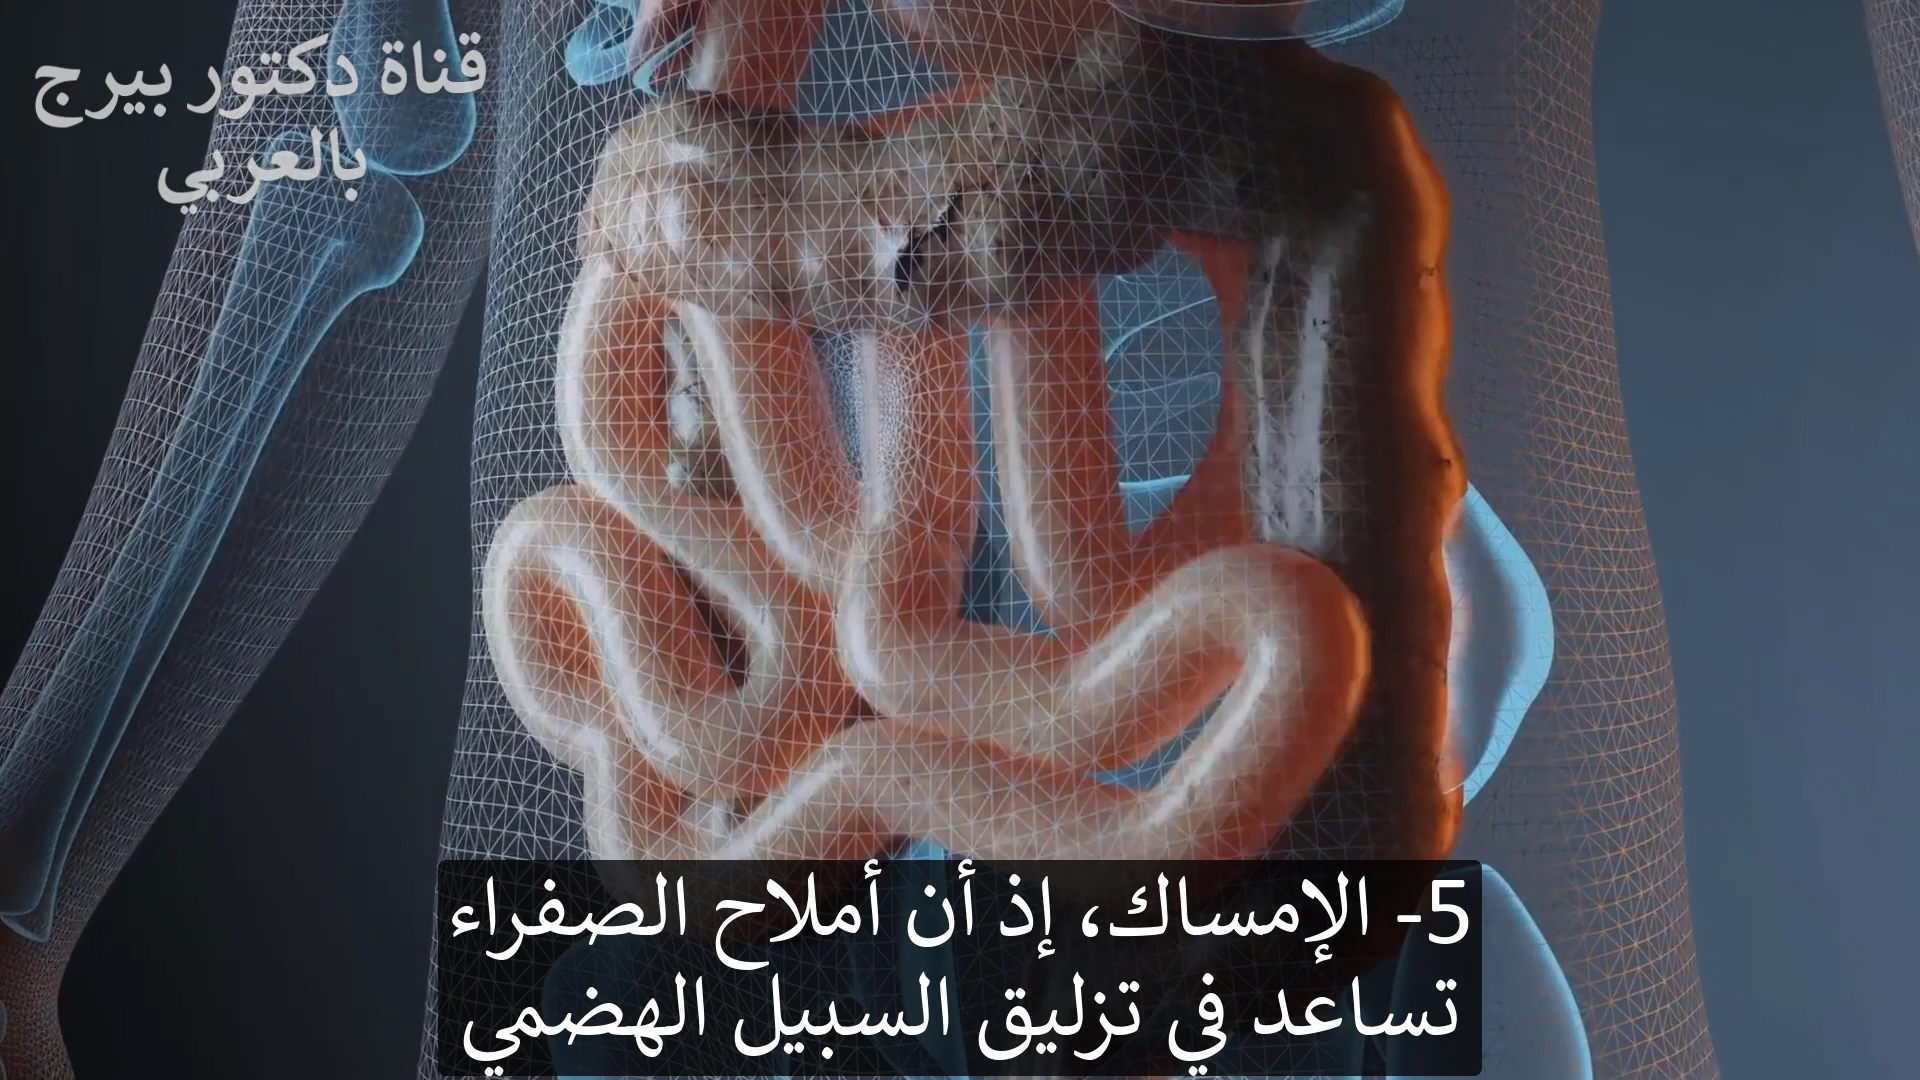 قناة دكتور بيرج
بالعربي
5- الإمساك، إذ أن أملاح الصفراء
تساعد في تزليق السبيل الهضمي